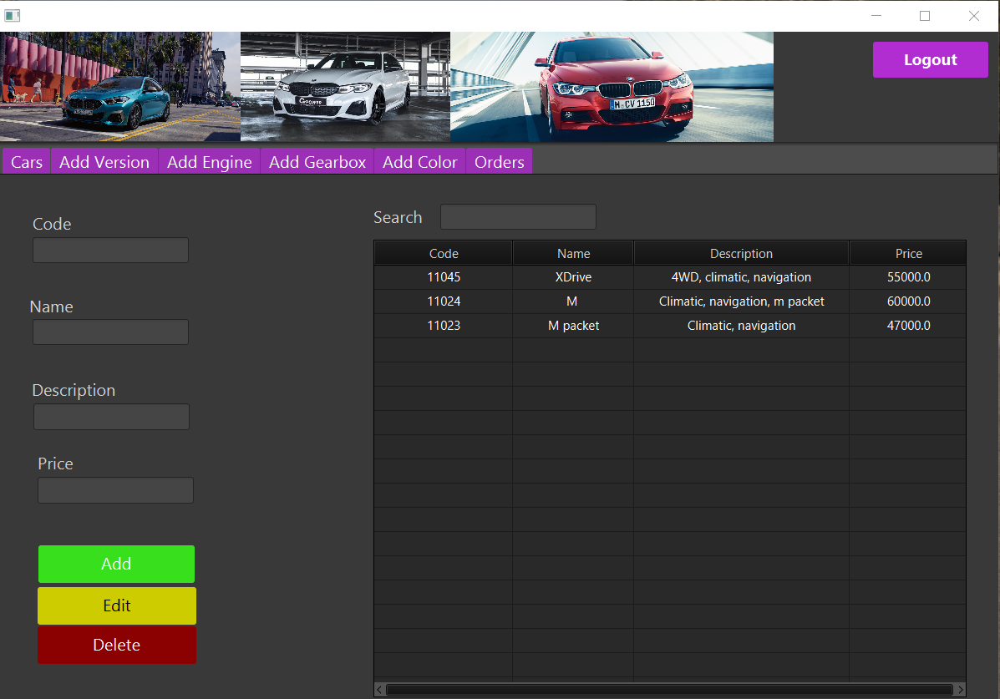 Logout
G-POWER
M-CV 1150
Cars Add Version Add Engine Add Gearbox Add Color Orders
Code
Name
Description
Price
Add
Edit
Delete
Search
Code Name Description Price
11045 XDrive 4WD, climatic, navigation 55000.0
11024 M Climatic, navigation, m packet 60000.0
11023 M packet Climatic, navigation 47000.0